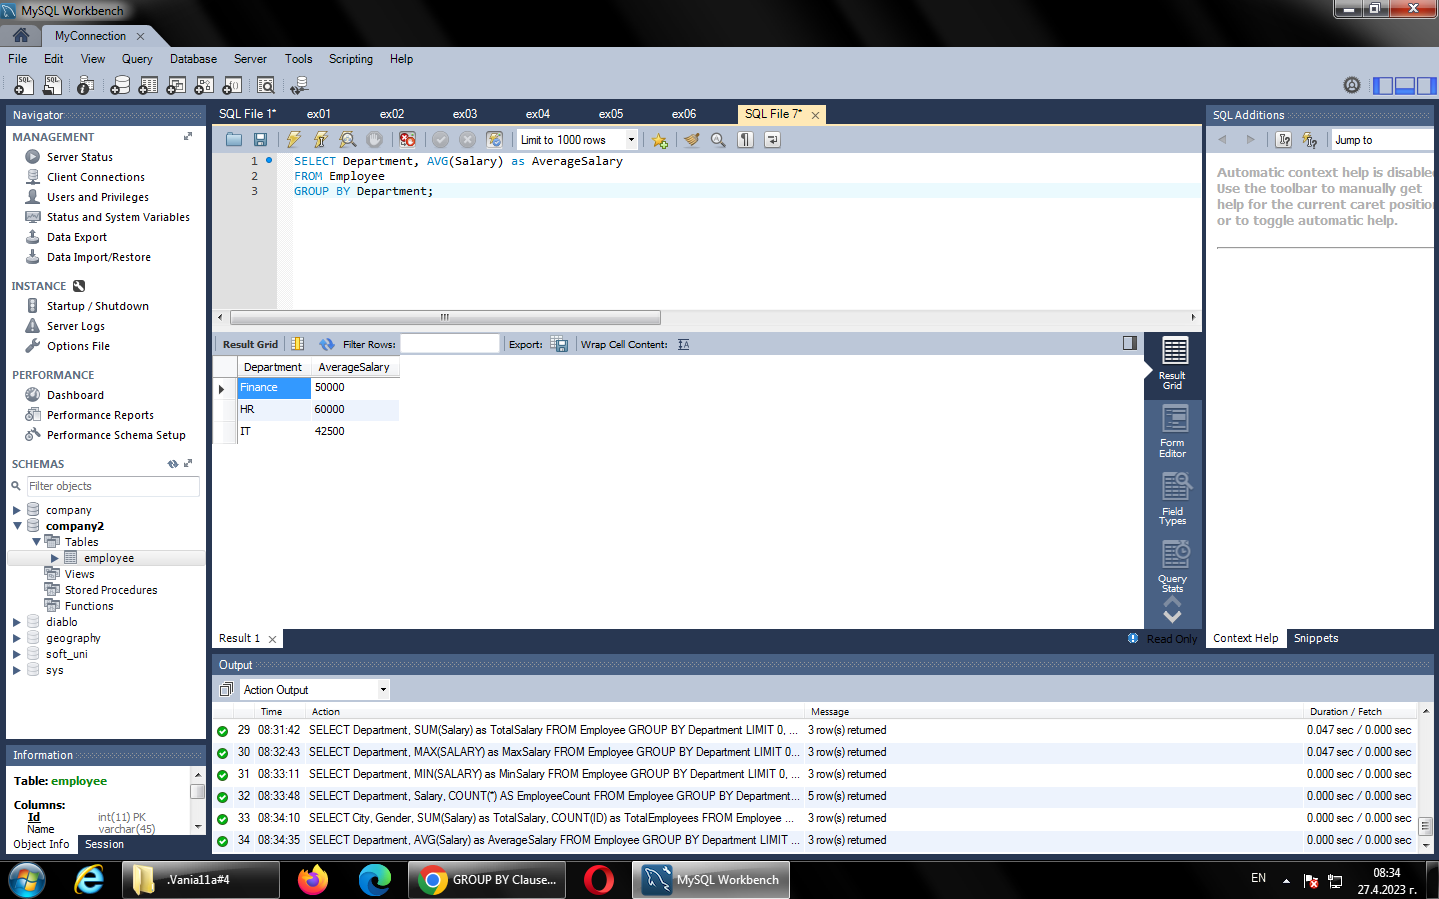 MySQL Workbench
MyConnection
File Edit View Query Database Server Tools Scripting Help
Navigator
MANAGEMENT
Server Status
Client Connections
Users and Privileges
Status and System Variables
Data Export
Data Import/Restore
INSTANCE
Startup / Shutdown
Server Logs
Options File
PERFORMANCE
Dashboard
Performance Reports
Performance Schema Setup
SCHEMAS
Filter objects
company
company2
Tables
employee
Views
Stored Procedures
Functions
diablo
geography
soft_uni
sys
Information
Table: employee
Columns:
Id int(11) PK
Name varchar(45)
Object Info Session
SQL File 1* ex01 ex02 ex03 ex04 ex05 ex06 SQL File 7*
Limit to 1000 rows
1 SELECT Department, AVG(Salary) as AverageSalary
2 FROM Employee
3 GROUP BY Department;
Result Grid Filter Rows: Export: Wrap Cell Content:
Department AverageSalary
Finance 50000
HR 60000
IT 42500
Result Grid
Form Editor
Field Types
Query Stats
Result 1
Read Only
SQL Additions
Jump to
Automatic context help is disabled
Use the toolbar to manually get
help for the current caret position
or to toggle automatic help.
Context Help Snippets
Output
Action Output
Time Action Message Duration / Fetch
29 08:31:42 SELECT Department, SUM(Salary) as TotalSalary FROM Employee GROUP BY Department LIMIT 0, ... 3 row(s) returned 0.047 sec / 0.000 sec
30 08:32:43 SELECT Department, MAX(SALARY) as MaxSalary FROM Employee GROUP BY Department LIMIT 0... 3 row(s) returned 0.047 sec / 0.000 sec
31 08:33:11 SELECT Department, MIN(SALARY) as MinSalary FROM Employee GROUP BY Department LIMIT 0, ... 3 row(s) returned 0.000 sec / 0.000 sec
32 08:33:48 SELECT Department, Salary, COUNT(*) AS EmployeeCount FROM Employee GROUP BY Department... 5 row(s) returned 0.000 sec / 0.000 sec
33 08:34:10 SELECT City, Gender, SUM(Salary) as TotalSalary, COUNT(ID) as TotalEmployees FROM Employee ... 3 row(s) returned 0.000 sec / 0.000 sec
34 08:34:35 SELECT Department, AVG(Salary) as AverageSalary FROM Employee GROUP BY Department LIMIT ... 3 row(s) returned 0.000 sec / 0.000 sec
.Vania11a#4
GROUP BY Clause...
MySQL Workbench
EN
08:34
27.4.2023 г.